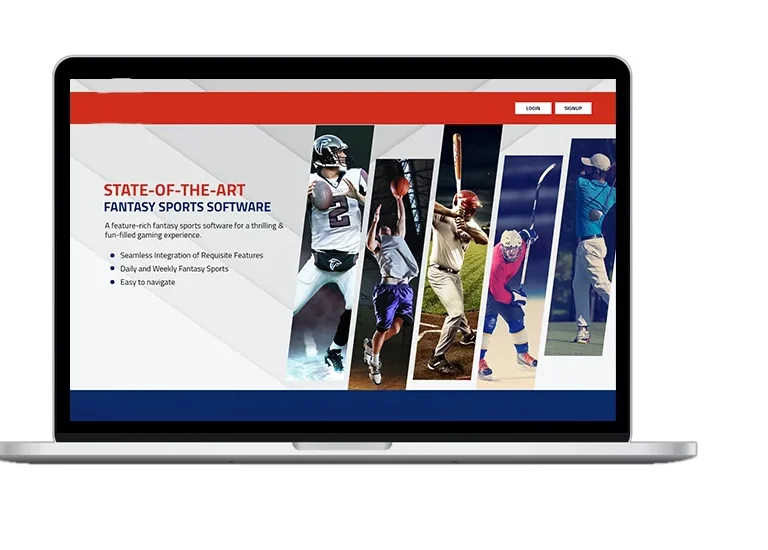 LOGIN SIGNUP
STATE-OF-THE-ART
FANTASY SPORTS SOFTWARE
A feature-rich fantasy sports software for a thrilling &
fun-filled gaming experience.
Seamless Integration of Requisite Features
Daily and Weekly Fantasy Sports
Easy to navigate
2